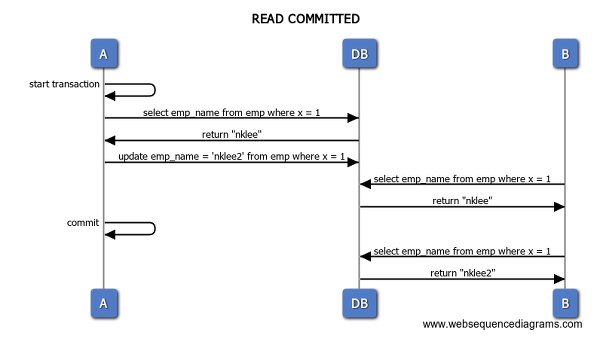 READ COMMITTED
A
DB
B
start transaction
select emp_name from emp where x = 1
return "nklee"
update emp_name = 'nklee2' from emp where x = 1
select emp_name from emp where x = 1
return "nklee"
commit
select emp_name from emp where x = 1
return "nklee2"
A
DB
B
www.websequencediagrams.com